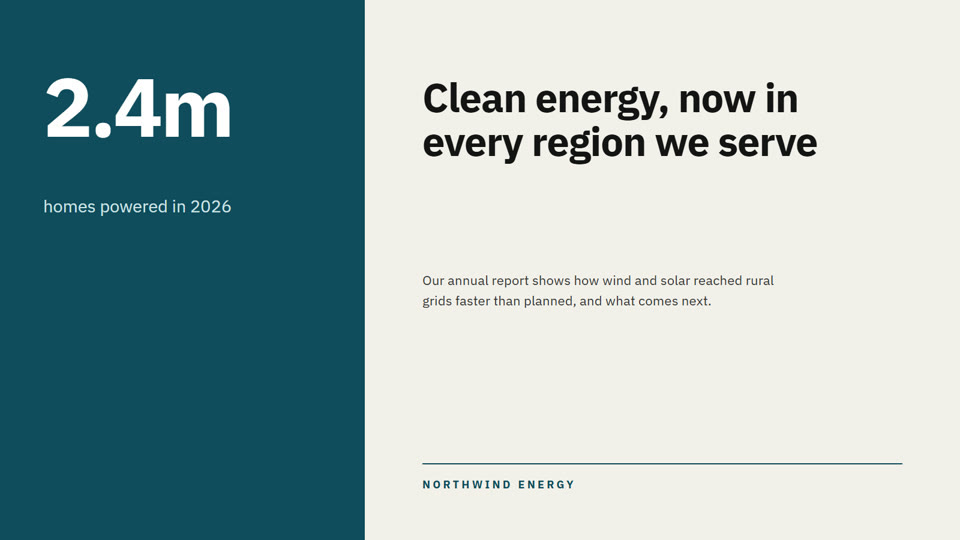 2.4m
homes powered in 2026
Clean energy, now in
every region we serve
Our annual report shows how wind and solar reached rural
grids faster than planned, and what comes next.
NORTHWIND ENERGY